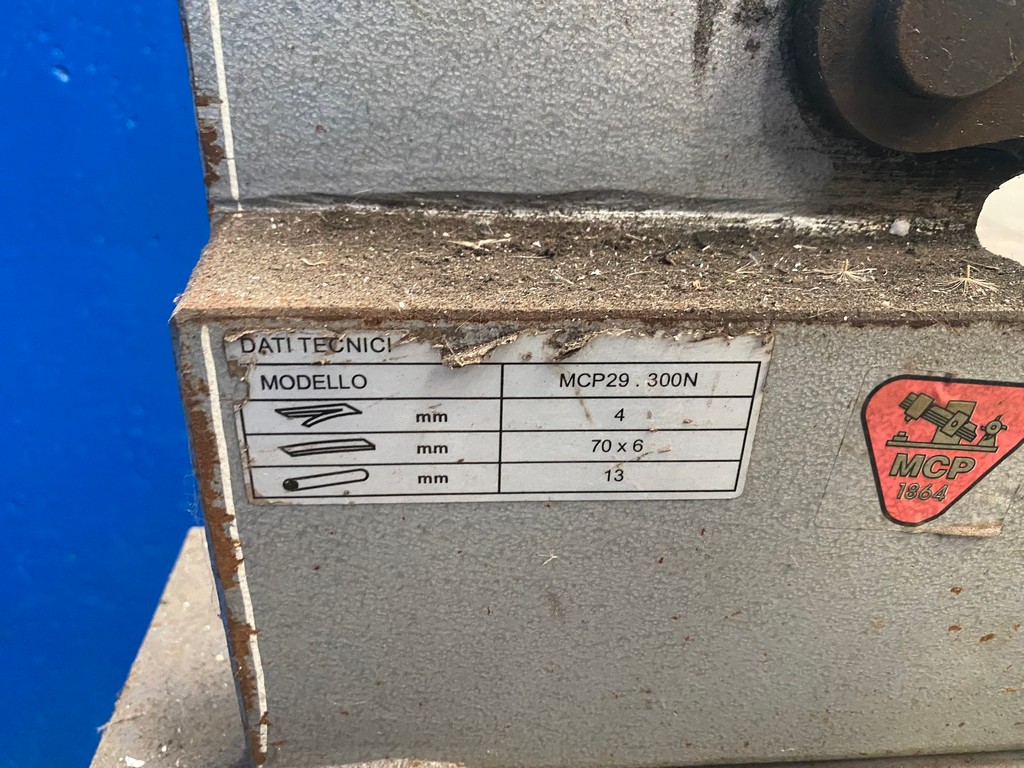 DATI TECNICI
MODELLO MCP29 . 300N
mm 4
mm 70 x 6
mm 13
MCP
1864